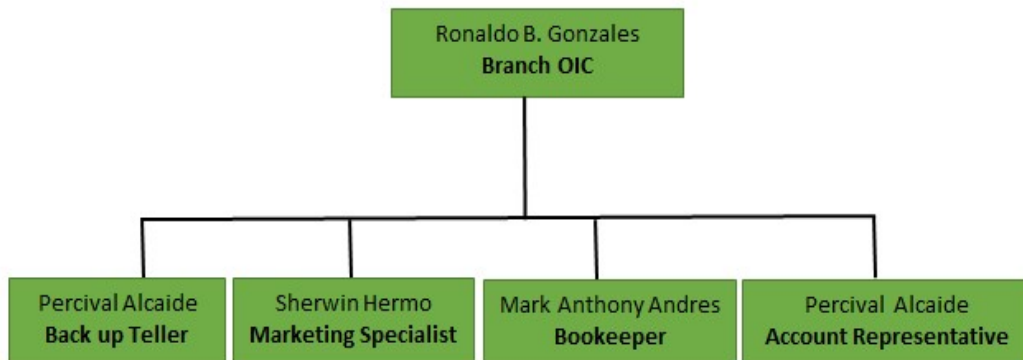 Ronaldo B. Gonzales
Branch OIC
Percival Alcaide
Back up Teller
Sherwin Hermo
Marketing Specialist
Mark Anthony Andres
Bookeeper
Percival Alcaide
Account Representative